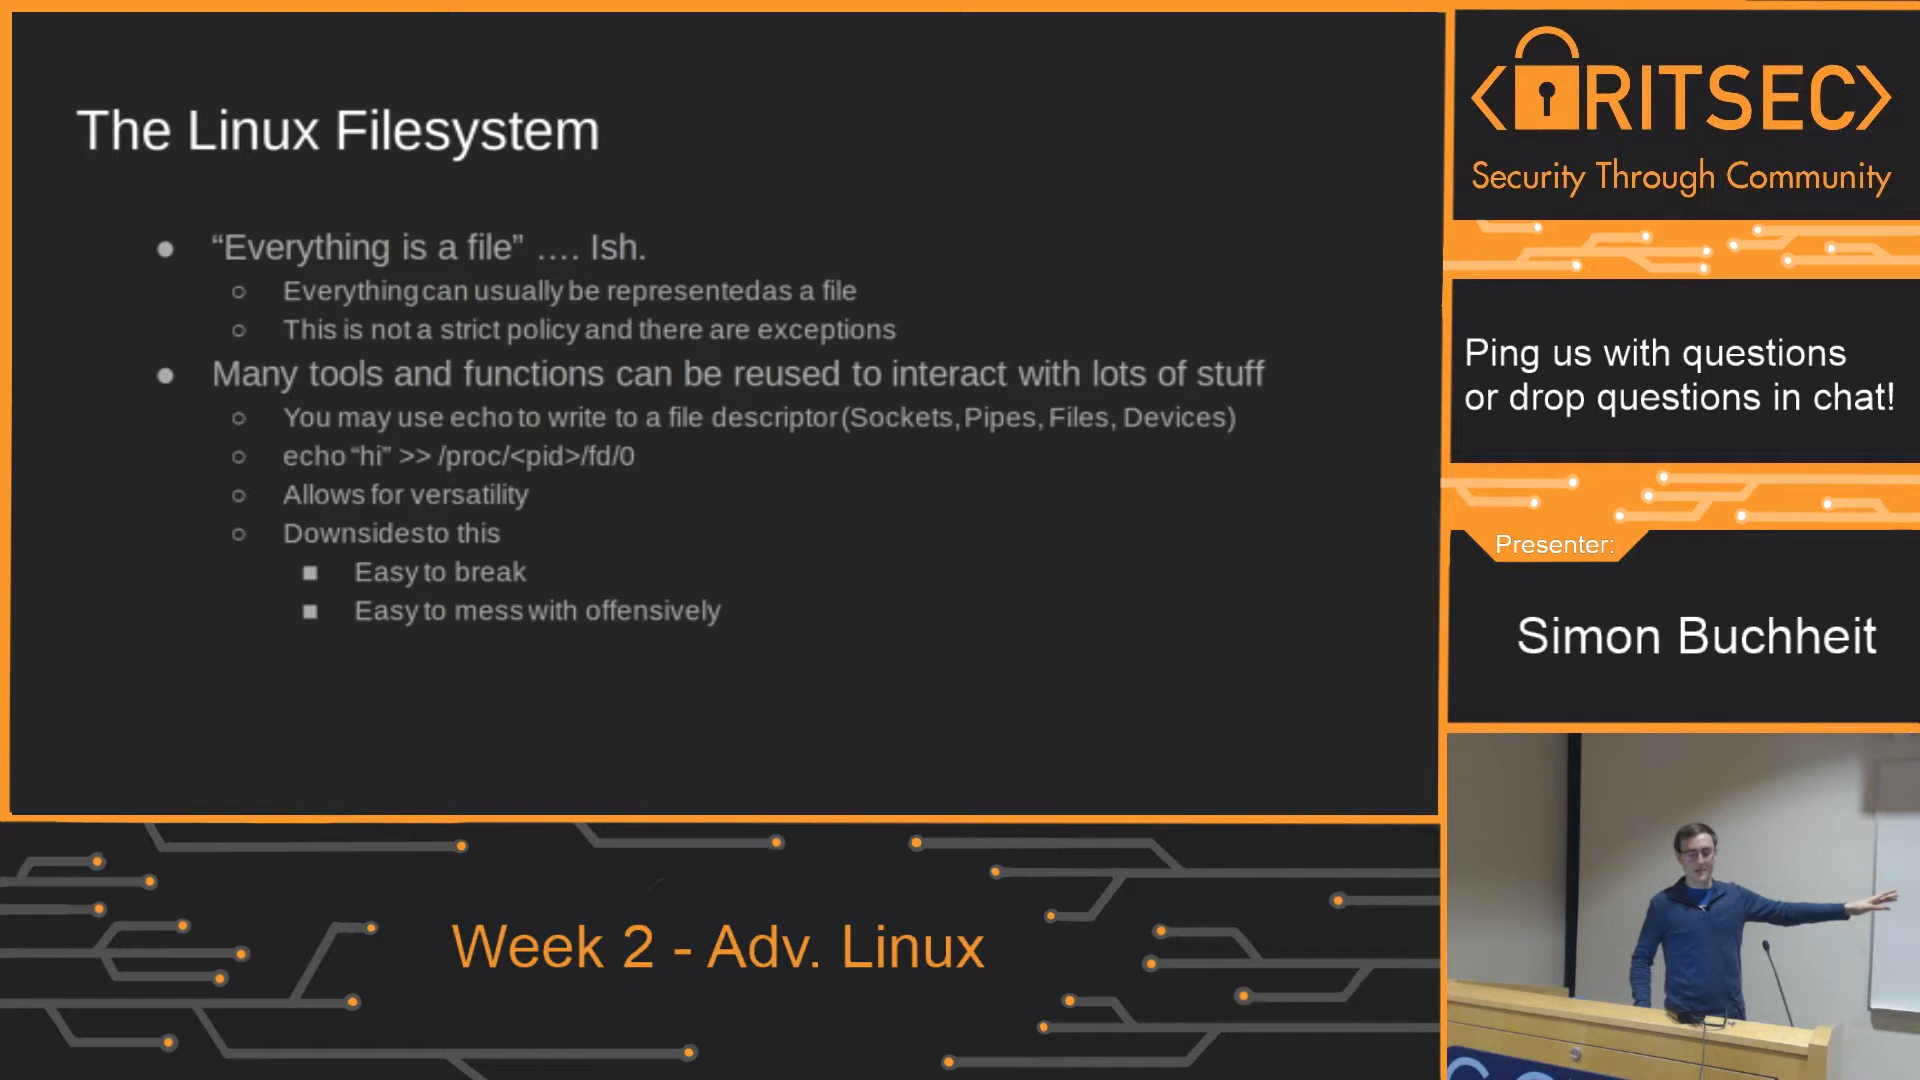 The Linux Filesystem
“Everything is a file” .... Ish.
Everything can usually be represented as a file
This is not a strict policy and there are exceptions
Many tools and functions can be reused to interact with lots of stuff
You may use echo to write to a file descriptor (Sockets, Pipes, Files, Devices)
echo “hi” >> /proc/<pid>/fd/0
Allows for versatility
Downsides to this
Easy to break
Easy to mess with offensively
<RITSEC>
Security Through Community
Ping us with questions
or drop questions in chat!
Presenter:
Simon Buchheit
Week 2 - Adv. Linux